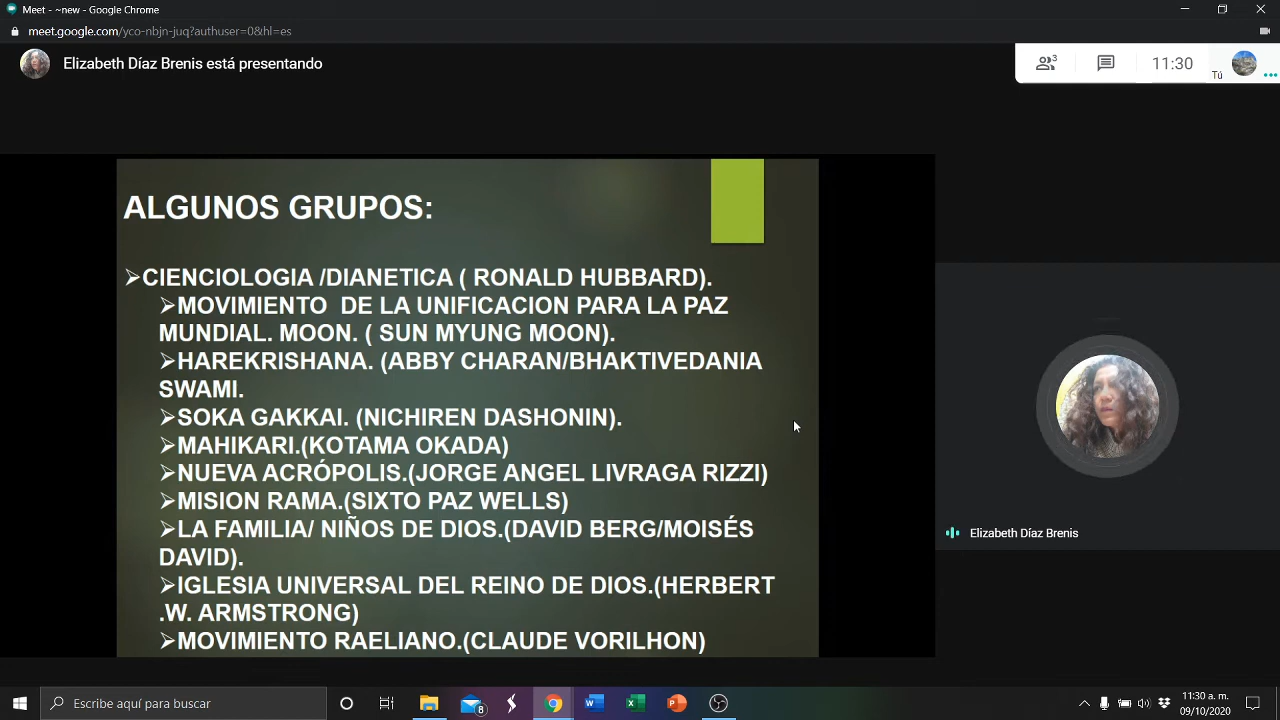 Meet - ~new - Google Chrome
meet.google.com/yco-nbjn-juq?authuser=0&hl=es
Elizabeth Díaz Brenis está presentando
3
11:30
Tú
ALGUNOS GRUPOS:
➢CIENCIOLOGIA /DIANETICA ( RONALD HUBBARD).
➢MOVIMIENTO DE LA UNIFICACION PARA LA PAZ
MUNDIAL. MOON. ( SUN MYUNG MOON).
➢HAREKRISHANA. (ABBY CHARAN/BHAKTIVEDANIA
SWAMI.
➢SOKA GAKKAI. (NICHIREN DASHONIN).
➢MAHIKARI.(KOTAMA OKADA)
➢NUEVA ACRÓPOLIS.(JORGE ANGEL LIVRAGA RIZZI)
➢MISION RAMA.(SIXTO PAZ WELLS)
➢LA FAMILIA/ NIÑOS DE DIOS.(DAVID BERG/MOISÉS
DAVID).
➢IGLESIA UNIVERSAL DEL REINO DE DIOS.(HERBERT
.W. ARMSTRONG)
➢MOVIMIENTO RAELIANO.(CLAUDE VORILHON)
Elizabeth Díaz Brenis
Escribe aquí para buscar
8
11:30 a. m.
09/10/2020